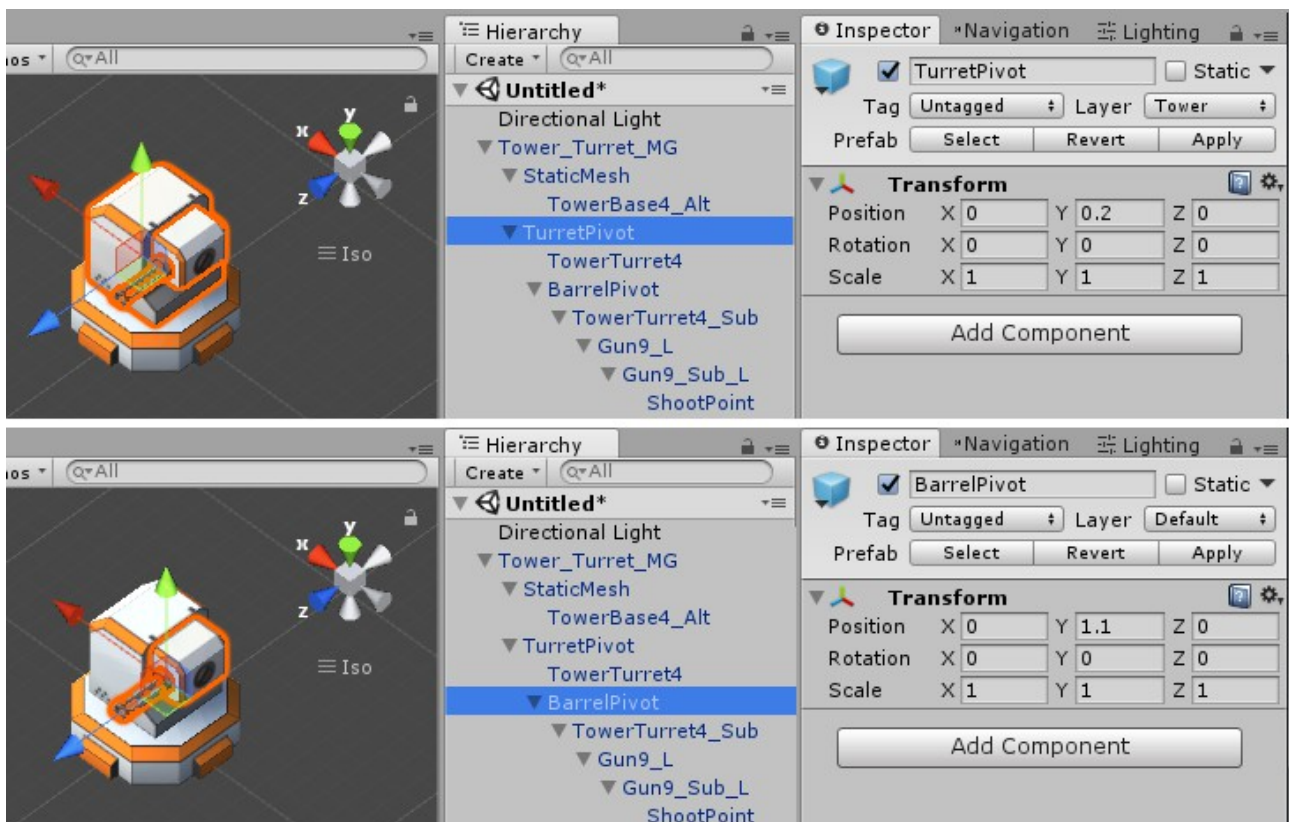 Hierarchy
Inspector Navigation Lighting
All
Create All
TurretPivot Static
Untitled*
Tag Untagged Layer Tower
Directional Light
Prefab Select Revert Apply
Tower_Turret_MG
StaticMesh
Transform
TowerBase4_Alt
Position X 0 Y 0.2 Z 0
TurretPivot
Rotation X 0 Y 0 Z 0
TowerTurret4
Scale X 1 Y 1 Z 1
BarrelPivot
TowerTurret4_Sub
Add Component
Gun9_L
Gun9_Sub_L
ShootPoint
x y z
Iso
Hierarchy
Inspector Navigation Lighting
All
Create All
BarrelPivot Static
Untitled*
Tag Untagged Layer Default
Directional Light
Prefab Select Revert Apply
Tower_Turret_MG
StaticMesh
Transform
TowerBase4_Alt
Position X 0 Y 1.1 Z 0
TurretPivot
Rotation X 0 Y 0 Z 0
TowerTurret4
Scale X 1 Y 1 Z 1
BarrelPivot
TowerTurret4_Sub
Add Component
Gun9_L
Gun9_Sub_L
ShootPoint
x y z
Iso